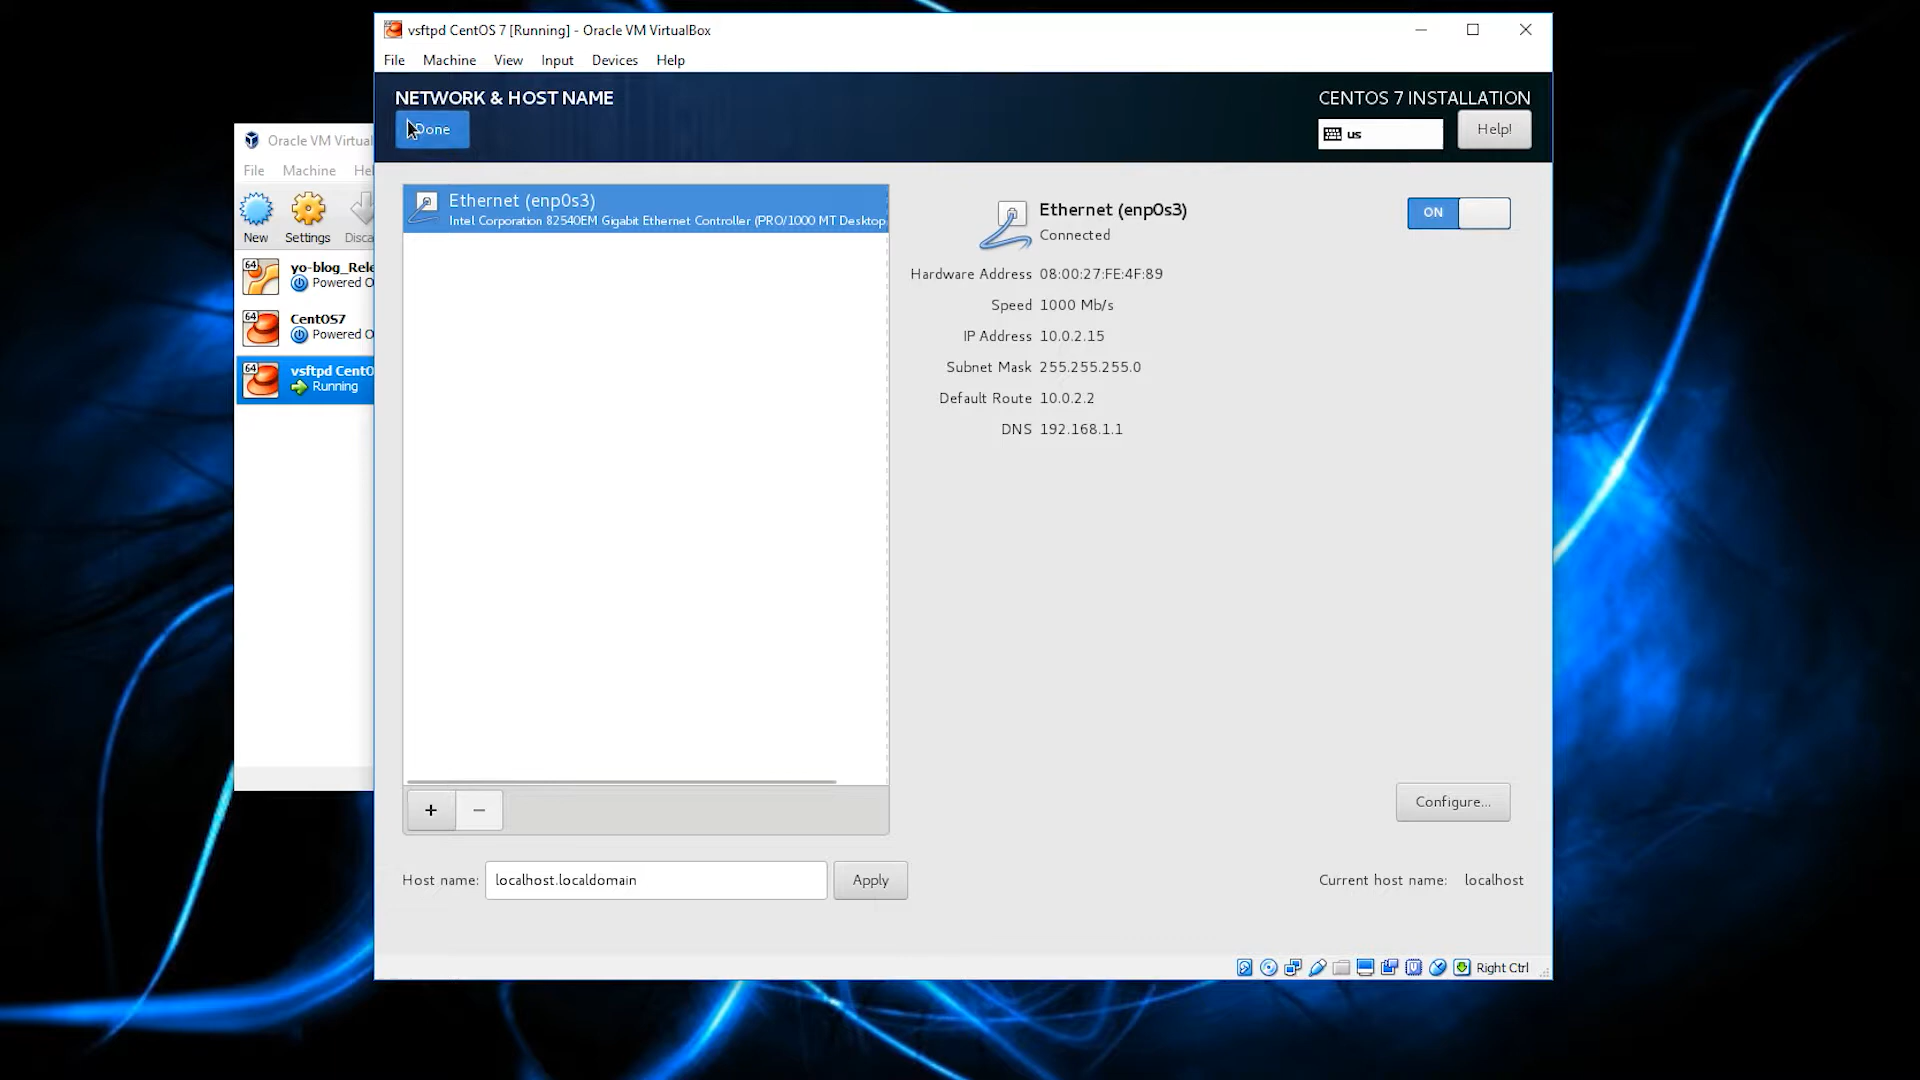 vsftpd CentOS 7 [Running] - Oracle VM VirtualBox
File Machine View Input Devices Help
NETWORK & HOST NAME
Done
CENTOS 7 INSTALLATION
us
Help!
Oracle VM Virtual
File Machine Hel
New Settings Disca
64
yo-blog_Rele
Powered O
64
CentOS7
Powered O
64
vsftpd CentO
Running
Ethernet (enp0s3)
Intel Corporation 82540EM Gigabit Ethernet Controller (PRO/1000 MT Desktop
Ethernet (enp0s3)
Connected
ON
Hardware Address 08:00:27:FE:4F:89
Speed 1000 Mb/s
IP Address 10.0.2.15
Subnet Mask 255.255.255.0
Default Route 10.0.2.2
DNS 192.168.1.1
+ −
Configure...
Host name: localhost.localdomain Apply
Current host name: localhost
Right Ctrl